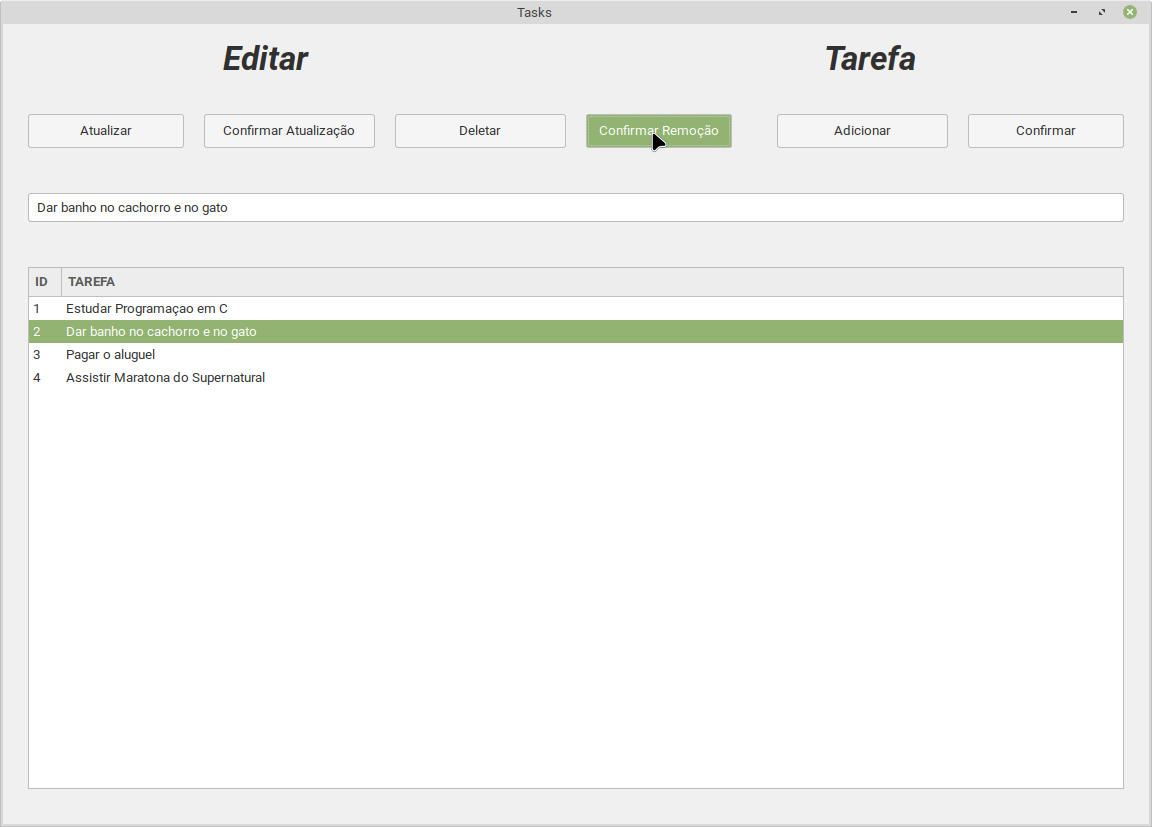 Tasks
Editar Tarefa
Atualizar Confirmar Atualização Deletar Confirmar Remoção Adicionar Confirmar
Dar banho no cachorro e no gato
ID TAREFA
1 Estudar Programaçao em C
2 Dar banho no cachorro e no gato
3 Pagar o aluguel
4 Assistir Maratona do Supernatural